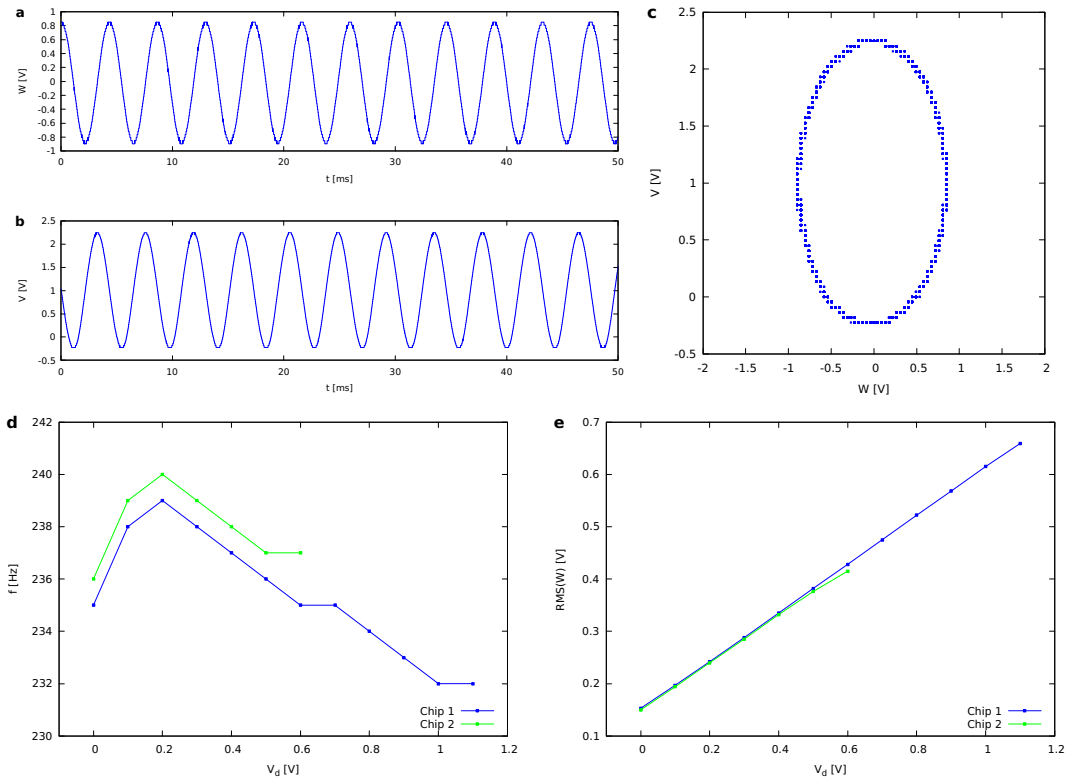 a
1
0.8
0.6
0.4
0.2
0
-0.2
-0.4
-0.6
-0.8
-1
W [V]
0 10 20 30 40 50
t [ms]
b
2.5
2
1.5
1
0.5
0
-0.5
V [V]
0 10 20 30 40 50
t [ms]
c
2.5
2
1.5
1
0.5
0
-0.5
V [V]
-2 -1.5 -1 -0.5 0 0.5 1 1.5 2
W [V]
d
242
240
238
236
234
232
230
f [Hz]
Chip 1
Chip 2
0 0.2 0.4 0.6 0.8 1 1.2
V_d [V]
e
0.7
0.6
0.5
0.4
0.3
0.2
0.1
RMS(W) [V]
Chip 1
Chip 2
0 0.2 0.4 0.6 0.8 1 1.2
V_d [V]